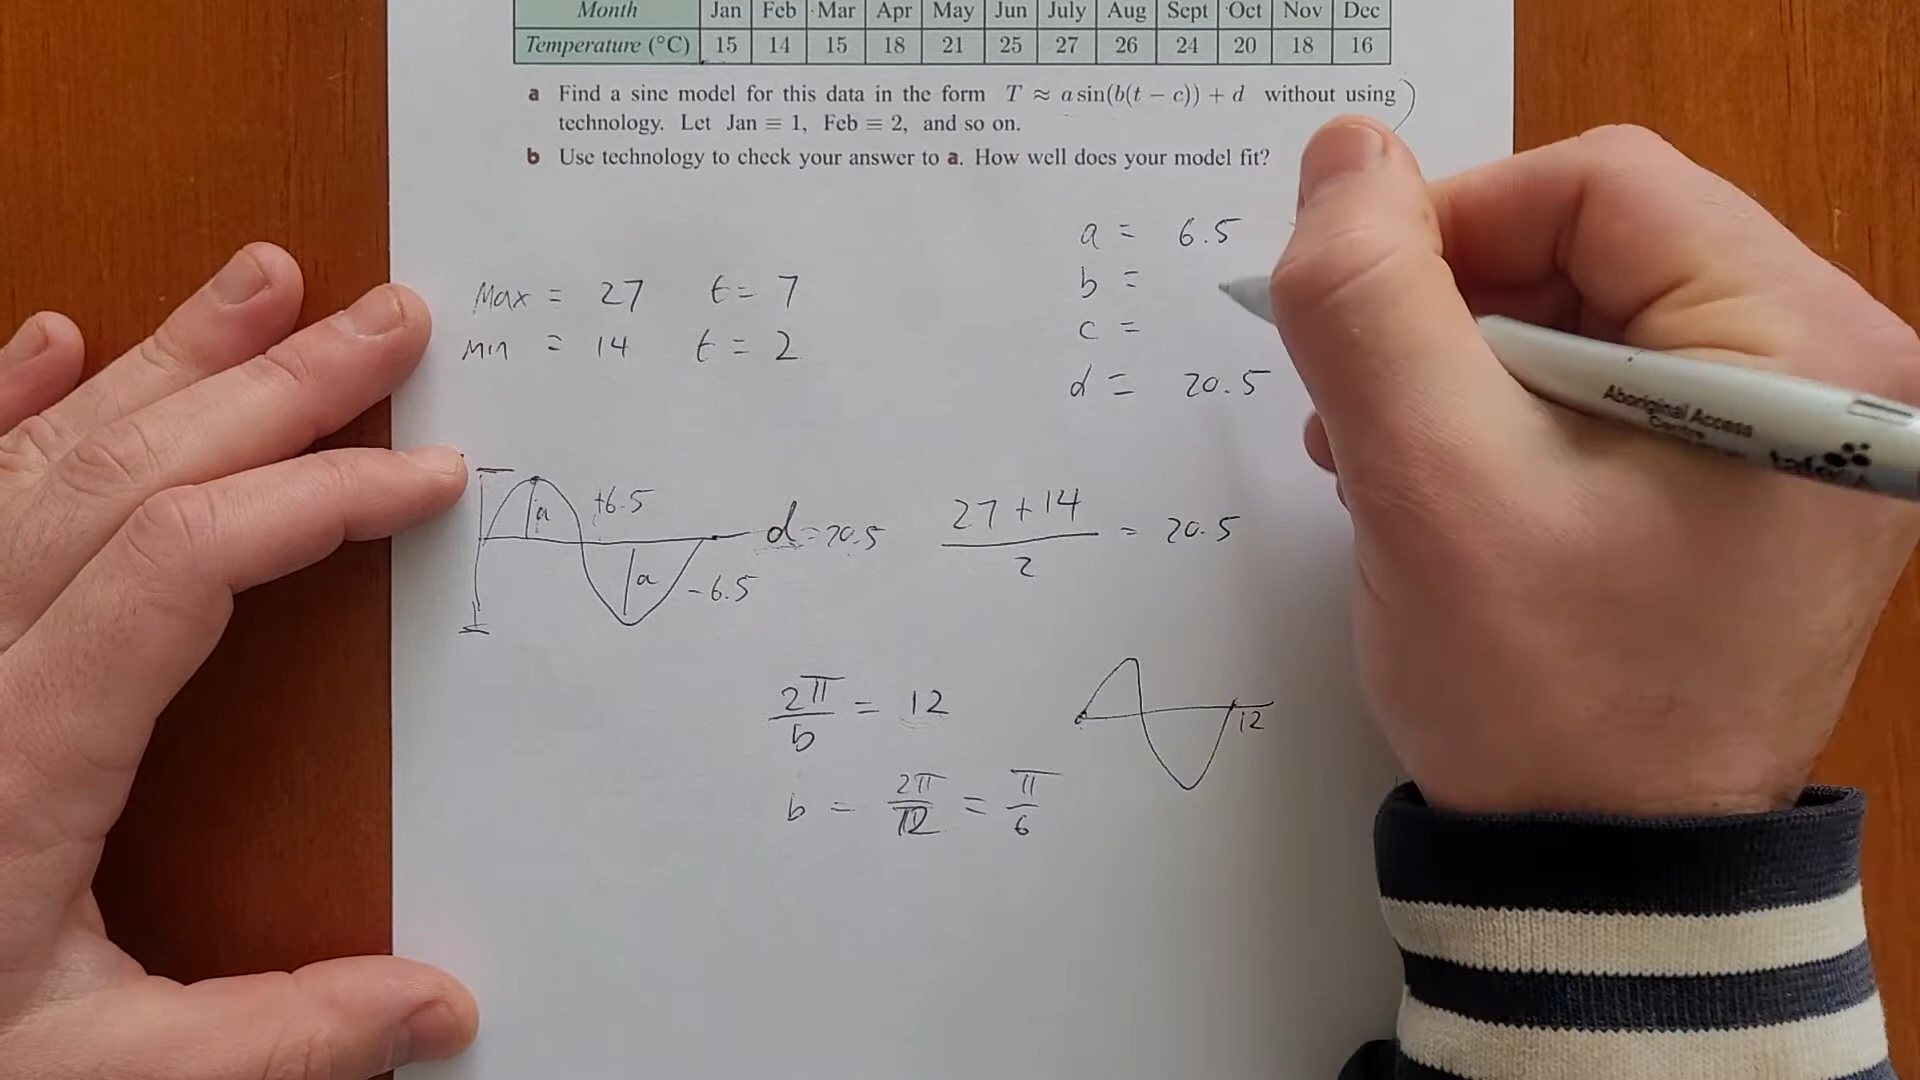 Month Jan Feb Mar Apr May Jun July Aug Sept Oct Nov Dec
Temperature (°C) 15 14 15 18 21 25 27 26 24 20 18 16
a Find a sine model for this data in the form T ≈ a sin(b(t − c)) + d without using
technology. Let Jan ≡ 1, Feb ≡ 2, and so on.
b Use technology to check your answer to a. How well does your model fit?
a = 6.5
b =
c =
d = 20.5
Max = 27 t = 7
Min = 14 t = 2
a +6.5
d = 20.5
a -6.5
27 + 14 / 2 = 20.5
2π / b = 12
12
b = 2π / 12 = π / 6
Aboriginal Access
Centre